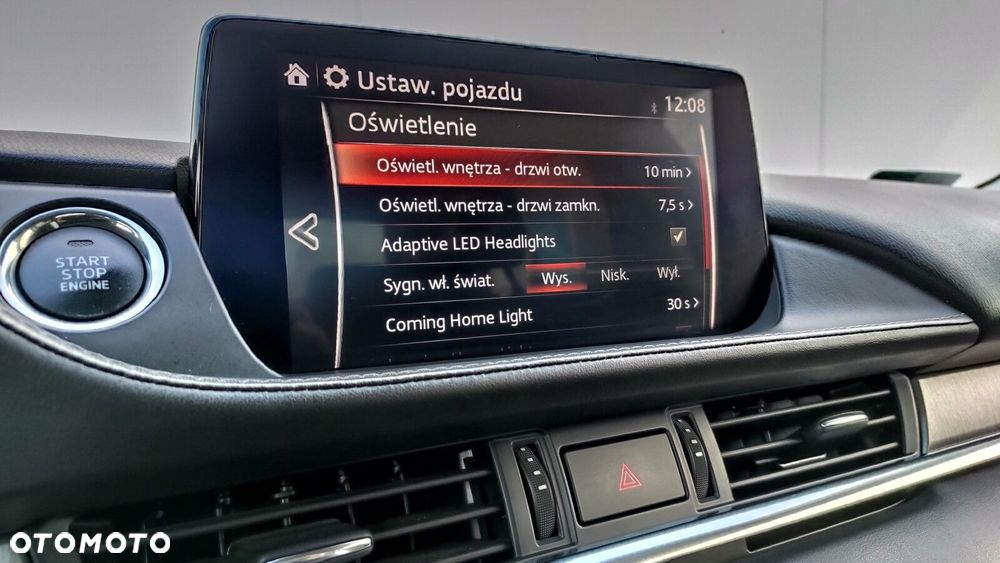 Ustaw. pojazdu
12:08
Oświetlenie
Oświetl. wnętrza - drzwi otw. 10 min
Oświetl. wnętrza - drzwi zamkn. 7,5 s
Adaptive LED Headlights
Sygn. wł. świat. Wys. Nisk. Wył.
Coming Home Light 30 s
START
STOP
ENGINE
OTOMOTO